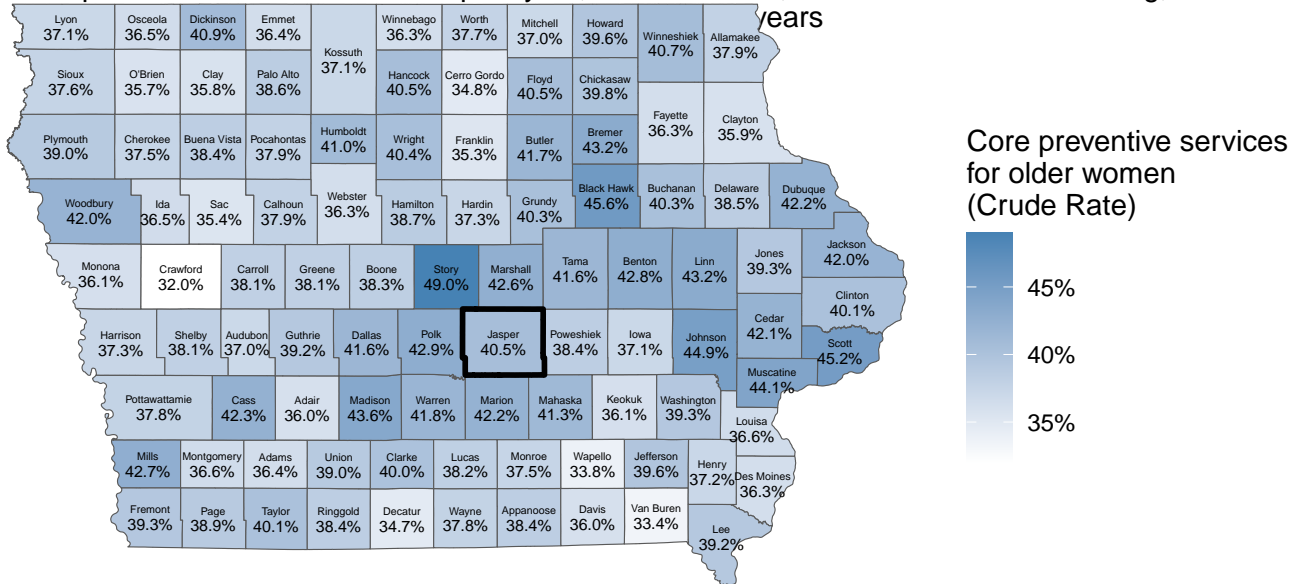 years
Lyon Osceola Dickinson Emmet Winnebago Worth Mitchell Howard Winneshiek Allamakee
37.1% 36.5% 40.9% 36.4% 36.3% 37.7% 37.0% 39.6% 40.7% 37.9%
Kossuth
37.1%
Sioux O'Brien Clay Palo Alto Hancock Cerro Gordo Floyd Chickasaw
37.6% 35.7% 35.8% 38.6% 40.5% 34.8% 40.5% 39.8%
Fayette Clayton
36.3% 35.9%
Plymouth Cherokee Buena Vista Pocahontas Humboldt Wright Franklin Butler Bremer
39.0% 37.5% 38.4% 37.9% 41.0% 40.4% 35.3% 41.7% 43.2%
Woodbury Ida Sac Calhoun Webster Hamilton Hardin Grundy Black Hawk Buchanan Delaware Dubuque
42.0% 36.5% 35.4% 37.9% 36.3% 38.7% 37.3% 40.3% 45.6% 40.3% 38.5% 42.2%
Monona Crawford Carroll Greene Boone Story Marshall Tama Benton Linn Jones Jackson
36.1% 32.0% 38.1% 38.1% 38.3% 49.0% 42.6% 41.6% 42.8% 43.2% 39.3% 42.0%
Clinton
40.1%
Harrison Shelby Audubon Guthrie Dallas Polk Jasper Poweshiek Iowa Johnson Cedar Scott
37.3% 38.1% 37.0% 39.2% 41.6% 42.9% 40.5% 38.4% 37.1% 44.9% 42.1% 45.2%
Muscatine
44.1%
Pottawattamie Cass Adair Madison Warren Marion Mahaska Keokuk Washington Louisa
37.8% 42.3% 36.0% 43.6% 41.8% 42.2% 41.3% 36.1% 39.3% 36.6%
Mills Montgomery Adams Union Clarke Lucas Monroe Wapello Jefferson Henry Des Moines
42.7% 36.6% 36.4% 39.0% 40.0% 38.2% 37.5% 33.8% 39.6% 37.2% 36.3%
Fremont Page Taylor Ringgold Decatur Wayne Appanoose Davis Van Buren Lee
39.3% 38.9% 40.1% 38.4% 34.7% 37.8% 38.4% 36.0% 33.4% 39.2%
Core preventive services
for older women
(Crude Rate)
45%
40%
35%